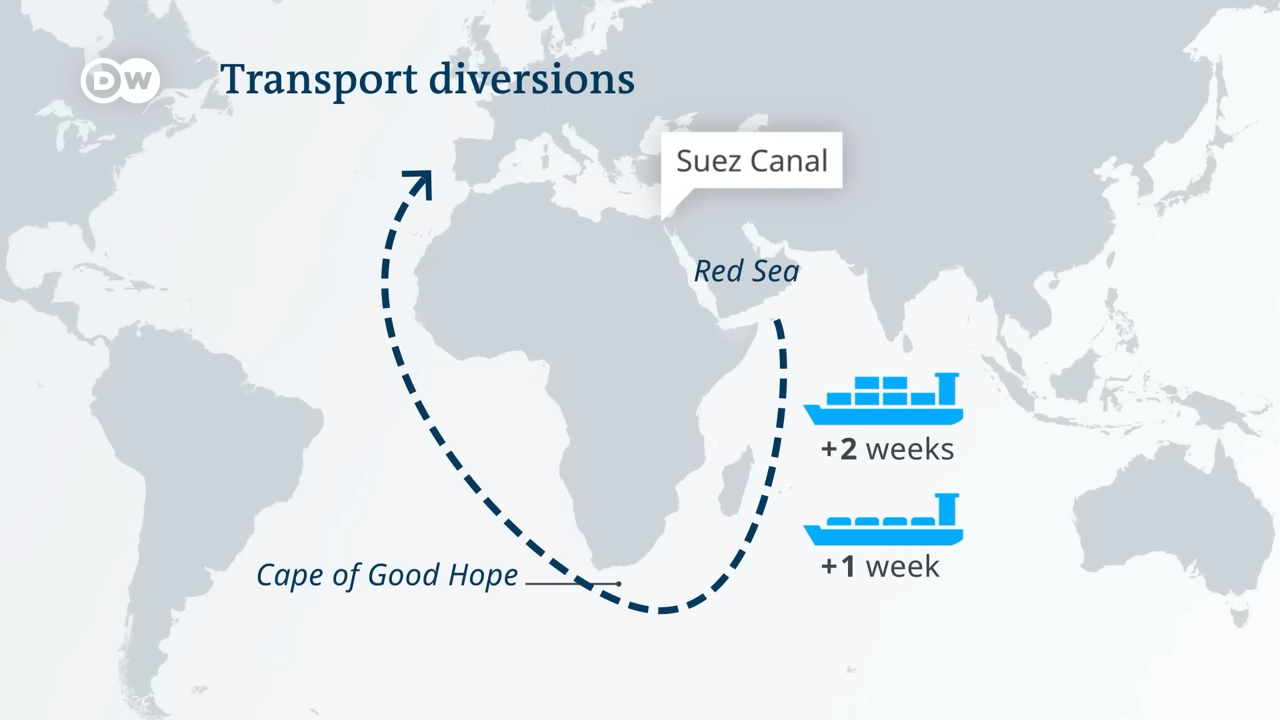 DW
Transport diversions
Suez Canal
Red Sea
+2 weeks
+1 week
Cape of Good Hope